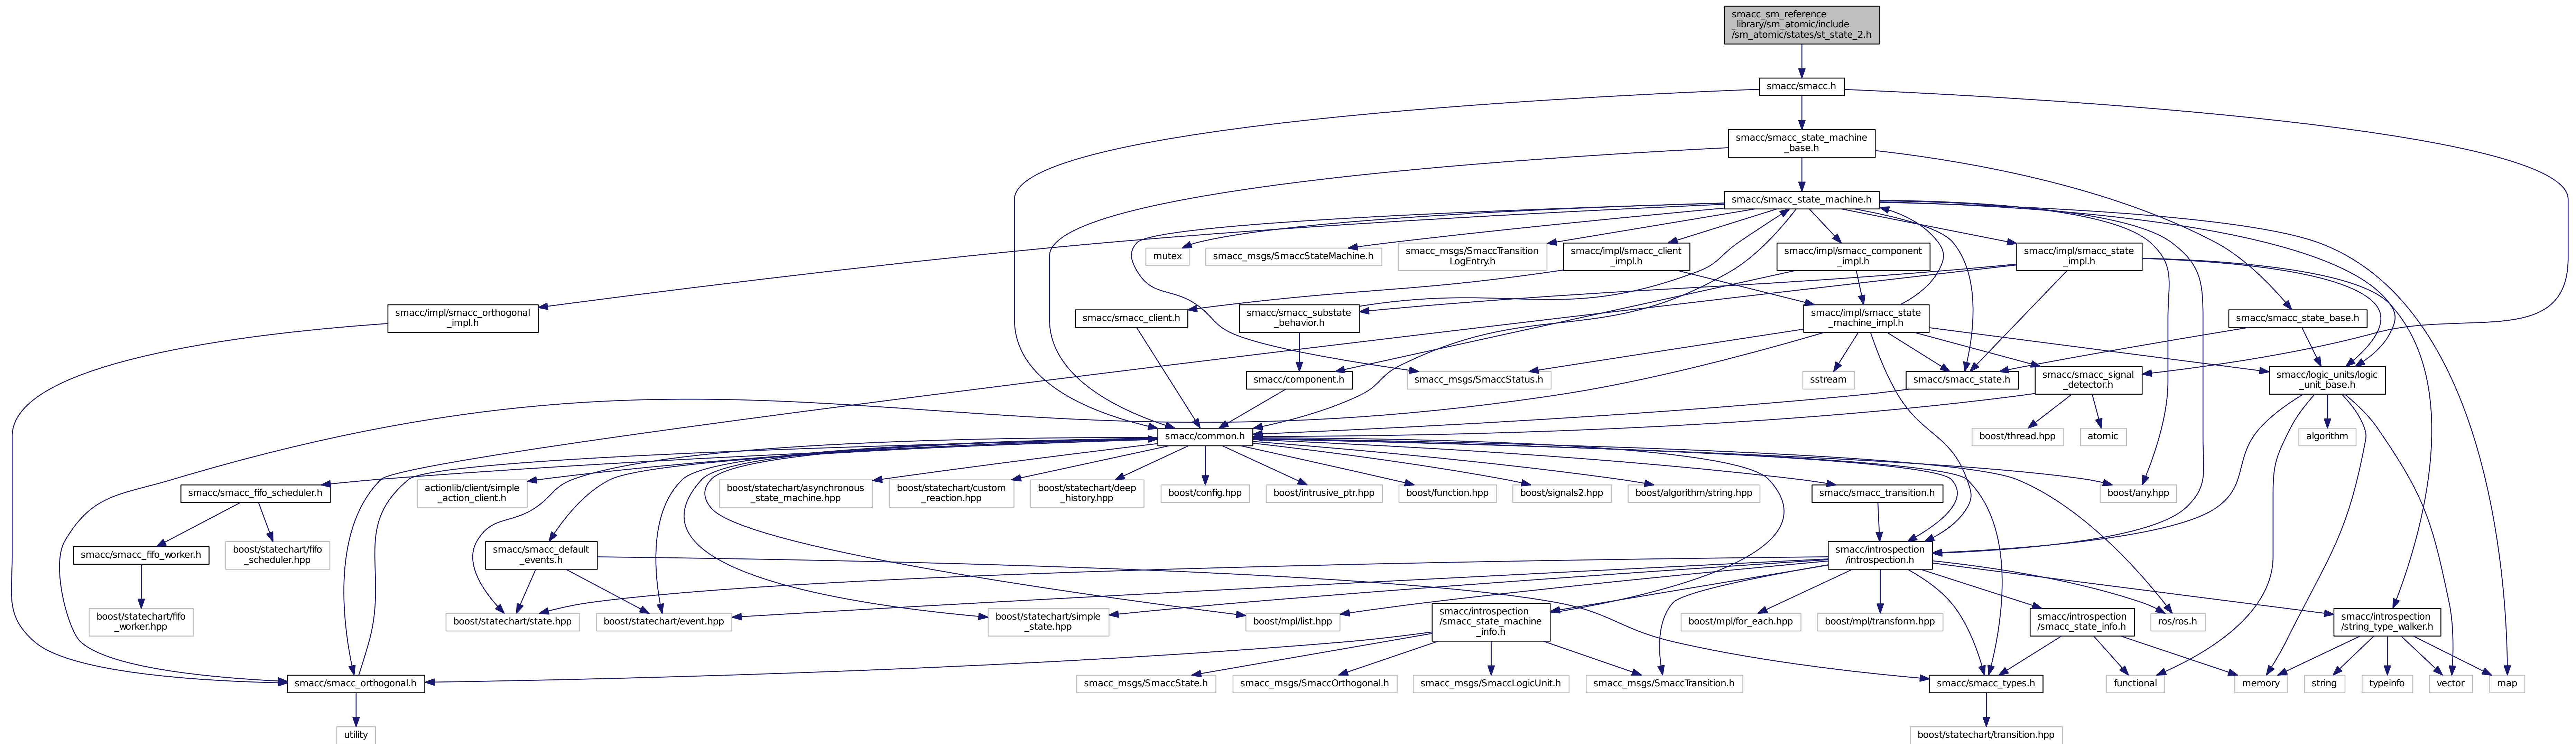 smacc_sm_reference
_library/sm_atomic/include
/sm_atomic/states/st_state_2.h
smacc/smacc.h
smacc/smacc_state_machine
_base.h
smacc/smacc_state_machine.h
mutex
smacc_msgs/SmaccStateMachine.h
smacc_msgs/SmaccTransition
LogEntry.h
smacc/impl/smacc_client
_impl.h
smacc/impl/smacc_component
_impl.h
smacc/impl/smacc_state
_impl.h
smacc/impl/smacc_orthogonal
_impl.h
smacc/smacc_client.h
smacc/smacc_substate
_behavior.h
smacc/impl/smacc_state
_machine_impl.h
smacc/smacc_state_base.h
smacc/component.h
smacc_msgs/SmaccStatus.h
sstream
smacc/smacc_state.h
smacc/smacc_signal
_detector.h
smacc/logic_units/logic
_unit_base.h
smacc/common.h
boost/thread.hpp
atomic
algorithm
smacc/smacc_fifo_scheduler.h
actionlib/client/simple
_action_client.h
boost/statechart/asynchronous
_state_machine.hpp
boost/statechart/custom
_reaction.hpp
boost/statechart/deep
_history.hpp
boost/config.hpp
boost/intrusive_ptr.hpp
boost/function.hpp
boost/signals2.hpp
boost/algorithm/string.hpp
smacc/smacc_transition.h
boost/any.hpp
smacc/smacc_fifo_worker.h
boost/statechart/fifo
_scheduler.hpp
smacc/smacc_default
_events.h
smacc/introspection
/introspection.h
boost/statechart/fifo
_worker.hpp
boost/statechart/state.hpp
boost/statechart/event.hpp
boost/statechart/simple
_state.hpp
boost/mpl/list.hpp
smacc/introspection
/smacc_state_machine
_info.h
boost/mpl/for_each.hpp
boost/mpl/transform.hpp
smacc/introspection
/smacc_state_info.h
ros/ros.h
smacc/introspection
/string_type_walker.h
smacc/smacc_orthogonal.h
smacc_msgs/SmaccState.h
smacc_msgs/SmaccOrthogonal.h
smacc_msgs/SmaccLogicUnit.h
smacc_msgs/SmaccTransition.h
smacc/smacc_types.h
functional
memory
string
typeinfo
vector
map
utility
boost/statechart/transition.hpp